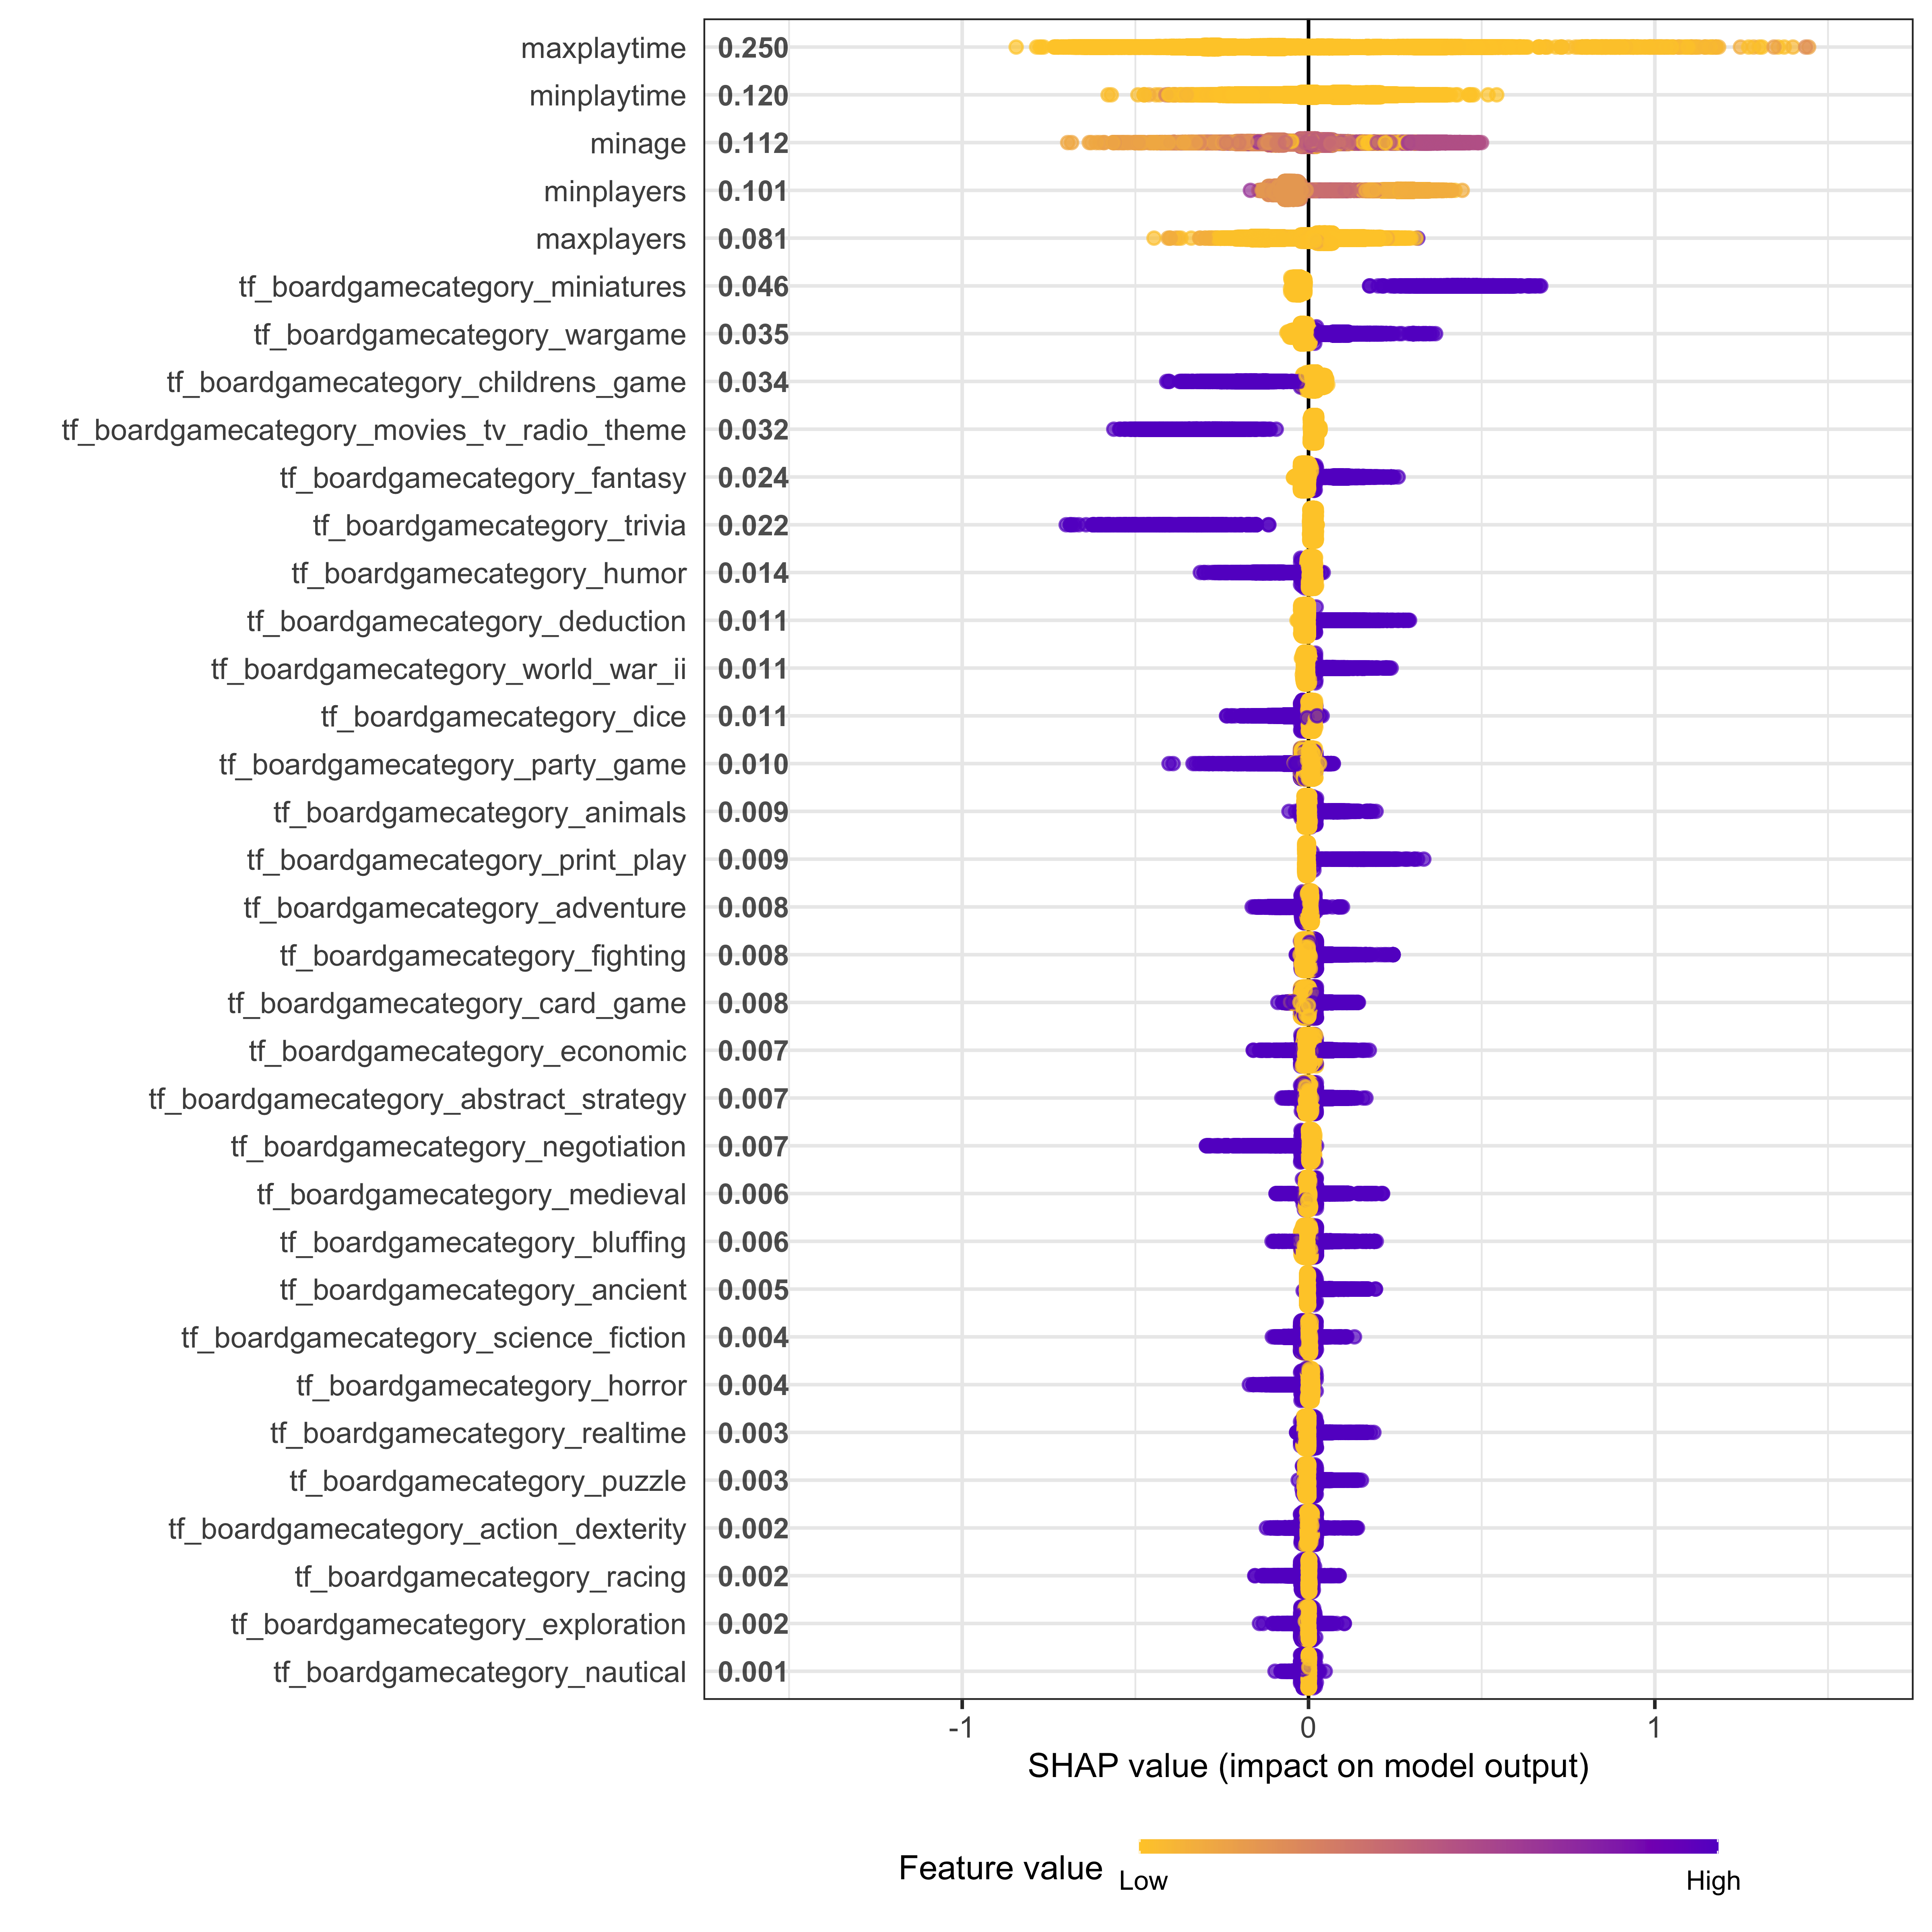 maxplaytime 0.250
minplaytime 0.120
minage 0.112
minplayers 0.101
maxplayers 0.081
tf_boardgamecategory_miniatures 0.046
tf_boardgamecategory_wargame 0.035
tf_boardgamecategory_childrens_game 0.034
tf_boardgamecategory_movies_tv_radio_theme 0.032
tf_boardgamecategory_fantasy 0.024
tf_boardgamecategory_trivia 0.022
tf_boardgamecategory_humor 0.014
tf_boardgamecategory_deduction 0.011
tf_boardgamecategory_world_war_ii 0.011
tf_boardgamecategory_dice 0.011
tf_boardgamecategory_party_game 0.010
tf_boardgamecategory_animals 0.009
tf_boardgamecategory_print_play 0.009
tf_boardgamecategory_adventure 0.008
tf_boardgamecategory_fighting 0.008
tf_boardgamecategory_card_game 0.008
tf_boardgamecategory_economic 0.007
tf_boardgamecategory_abstract_strategy 0.007
tf_boardgamecategory_negotiation 0.007
tf_boardgamecategory_medieval 0.006
tf_boardgamecategory_bluffing 0.006
tf_boardgamecategory_ancient 0.005
tf_boardgamecategory_science_fiction 0.004
tf_boardgamecategory_horror 0.004
tf_boardgamecategory_realtime 0.003
tf_boardgamecategory_puzzle 0.003
tf_boardgamecategory_action_dexterity 0.002
tf_boardgamecategory_racing 0.002
tf_boardgamecategory_exploration 0.002
tf_boardgamecategory_nautical 0.001
-1 0 1
SHAP value (impact on model output)
Feature value
Low High